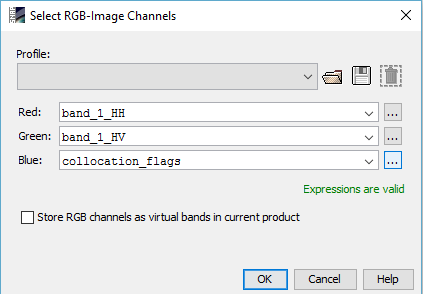 Select RGB-Image Channels
Profile:
Red: band_1_HH ...
Green: band_1_HV ...
Blue: collocation_flags ...
Expressions are valid
Store RGB channels as virtual bands in current product
OK Cancel Help